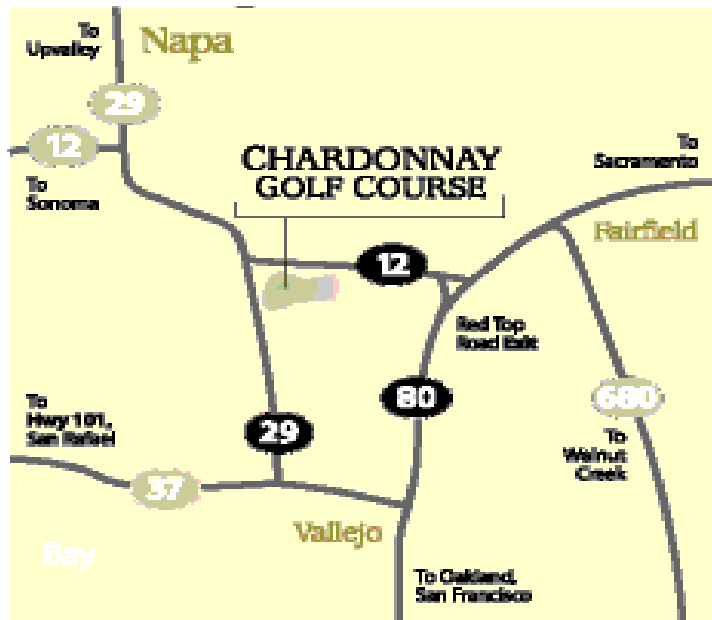 To
Upvalley
Napa
29
12
To
Sonoma
CHARDONNAY
GOLF COURSE
To
Sacramento
Fairfield
12
Red Top
Road Exit
80
680
To
Hwy 101,
San Rafael
29
To
Walnut
Creek
37
Vallejo
Bay
To Oakland,
San Francisco